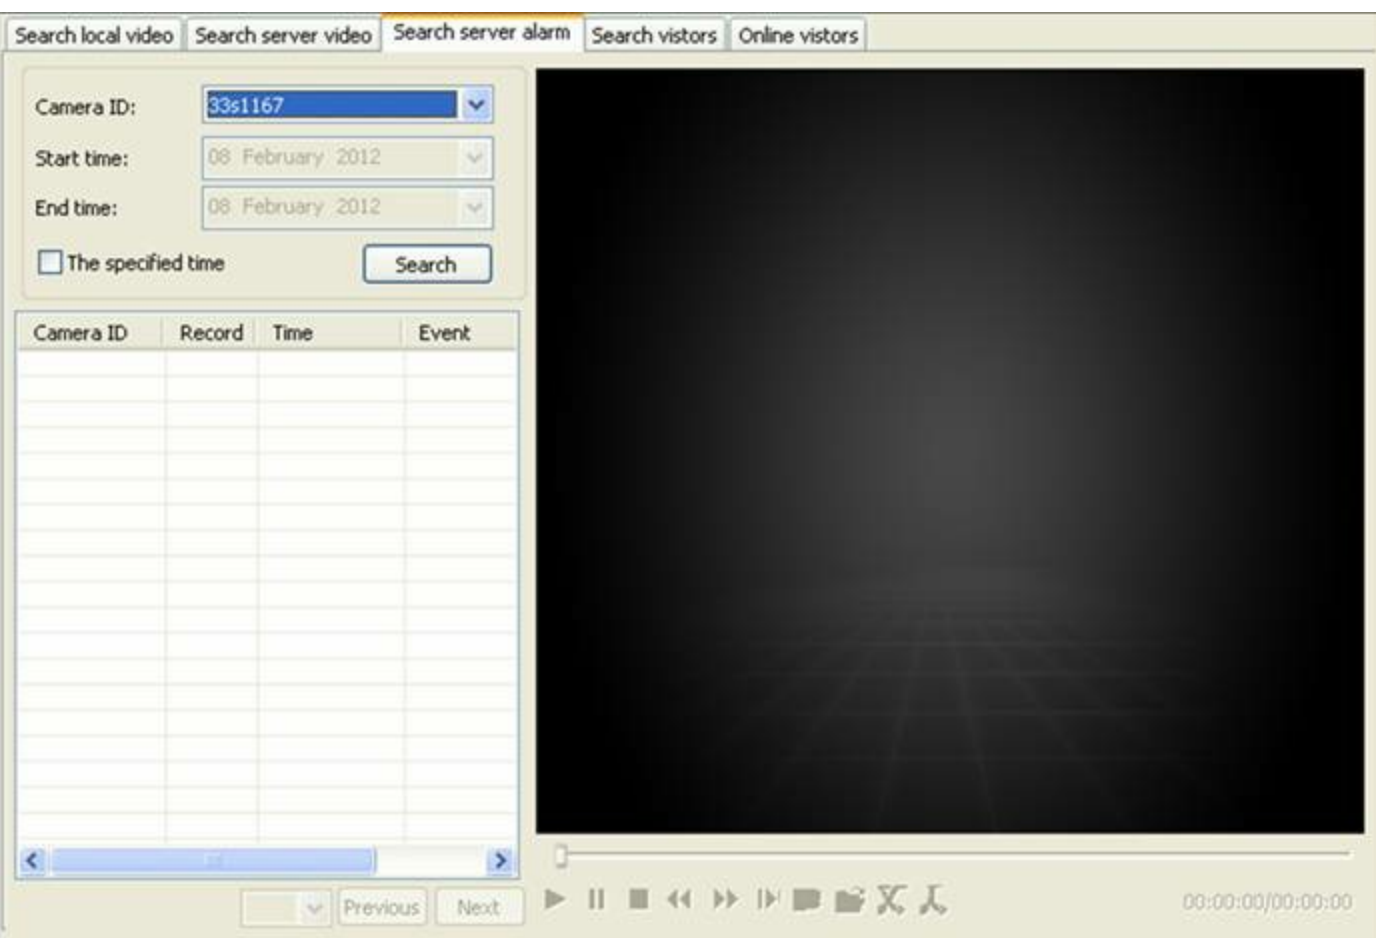 Search local video Search server video Search server alarm Search vistors Online vistors
Camera ID: 33s1167
Start time: 08 February 2012
End time: 08 February 2012
The specified time Search
Camera ID Record Time Event
Previous Next 00:00:00/00:00:00